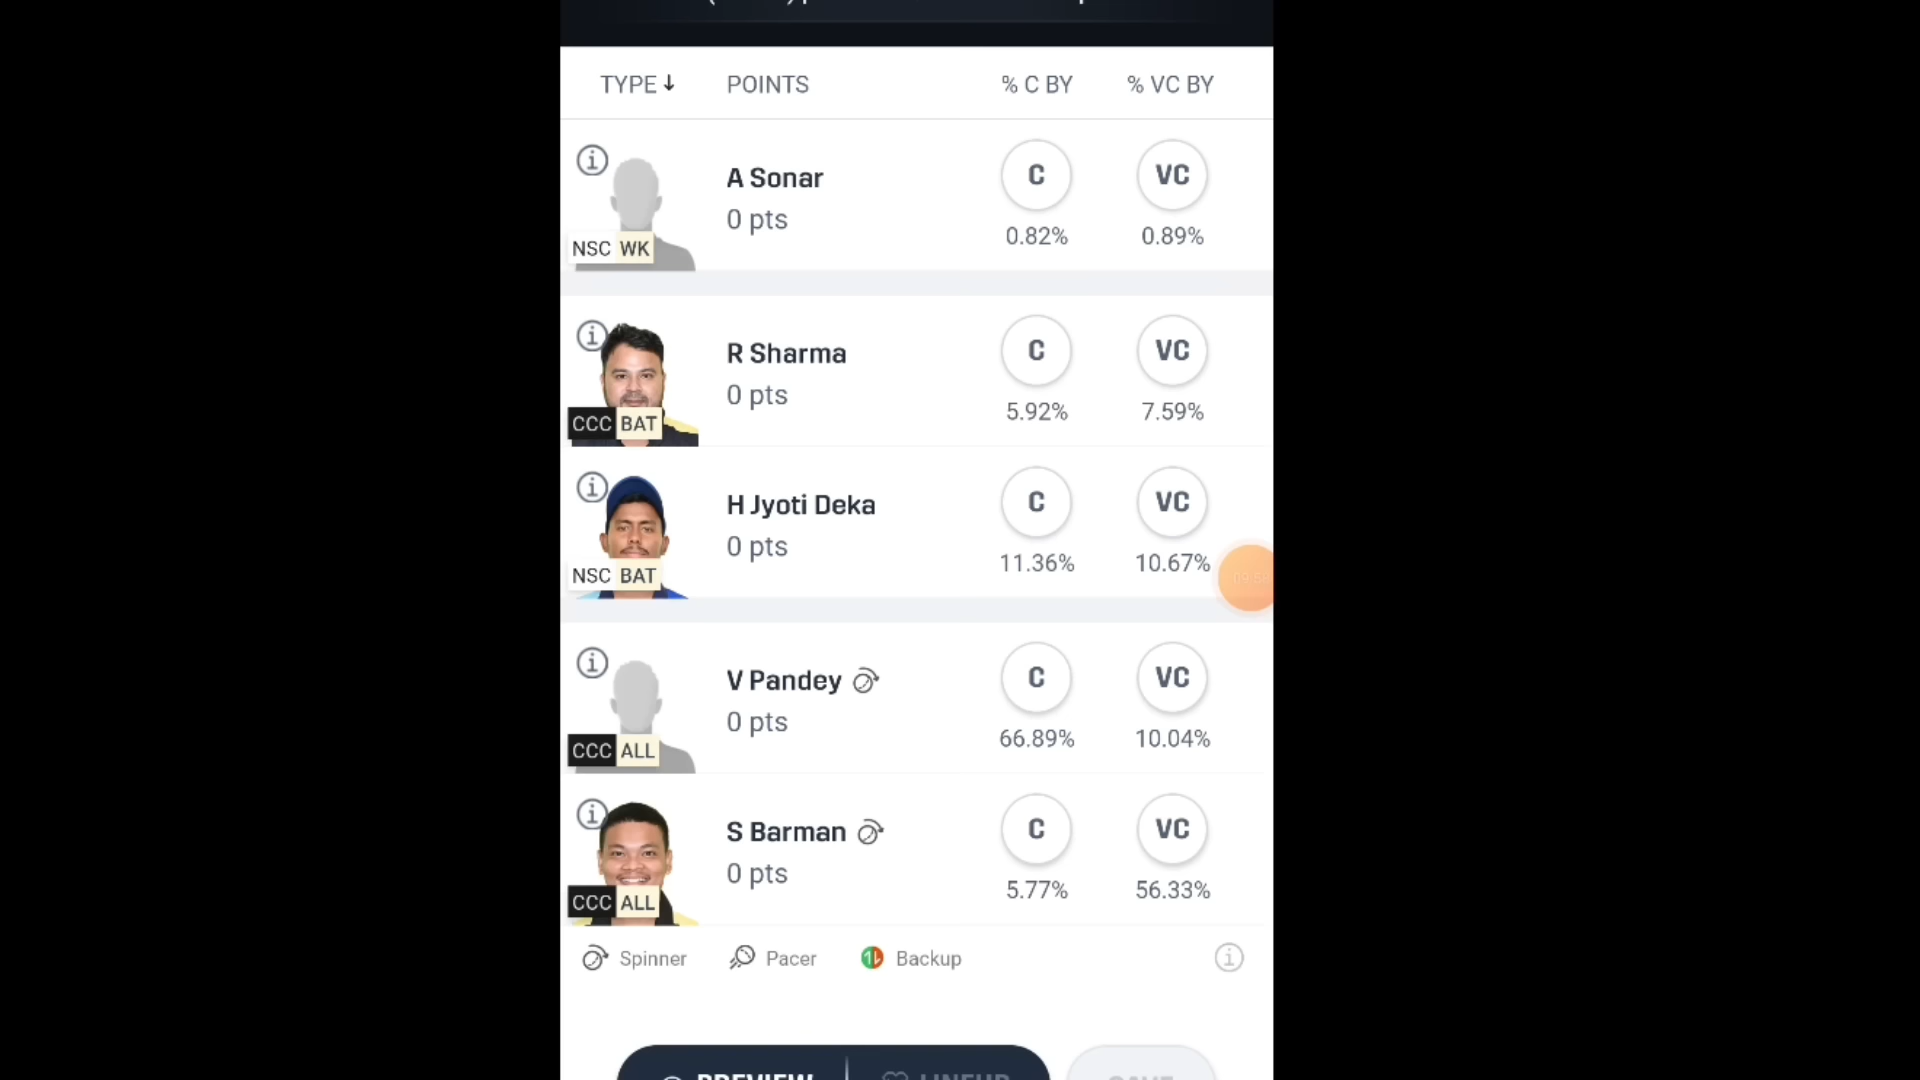 TYPE POINTS % C BY % VC BY
A Sonar C VC
0 pts 0.82% 0.89%
NSC WK
R Sharma C VC
0 pts 5.92% 7.59%
CCC BAT
H Jyoti Deka C VC
0 pts 11.36% 10.67%
NSC BAT
V Pandey C VC
0 pts 66.89% 10.04%
CCC ALL
S Barman C VC
0 pts 5.77% 56.33%
CCC ALL
Spinner Pacer Backup
PREVIEW LINEUP SAVE